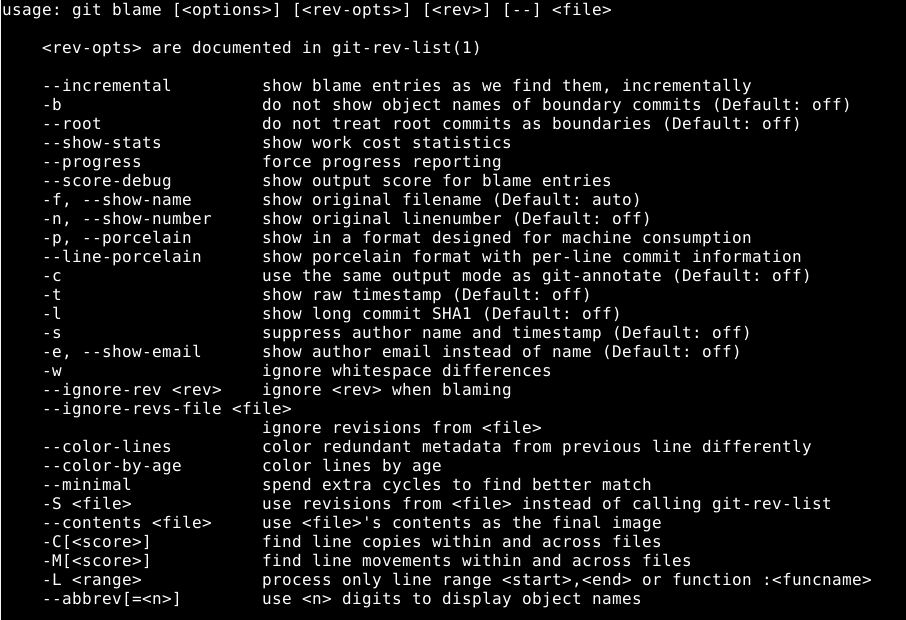 usage: git blame [<options>] [<rev-opts>] [<rev>] [--] <file>
<rev-opts> are documented in git-rev-list(1)
--incremental show blame entries as we find them, incrementally
-b do not show object names of boundary commits (Default: off)
--root do not treat root commits as boundaries (Default: off)
--show-stats show work cost statistics
--progress force progress reporting
--score-debug show output score for blame entries
-f, --show-name show original filename (Default: auto)
-n, --show-number show original linenumber (Default: off)
-p, --porcelain show in a format designed for machine consumption
--line-porcelain show porcelain format with per-line commit information
-c use the same output mode as git-annotate (Default: off)
-t show raw timestamp (Default: off)
-l show long commit SHA1 (Default: off)
-s suppress author name and timestamp (Default: off)
-e, --show-email show author email instead of name (Default: off)
-w ignore whitespace differences
--ignore-rev <rev> ignore <rev> when blaming
--ignore-revs-file <file>
ignore revisions from <file>
--color-lines color redundant metadata from previous line differently
--color-by-age color lines by age
--minimal spend extra cycles to find better match
-S <file> use revisions from <file> instead of calling git-rev-list
--contents <file> use <file>'s contents as the final image
-C[<score>] find line copies within and across files
-M[<score>] find line movements within and across files
-L <range> process only line range <start>,<end> or function :<funcname>
--abbrev[=<n>] use <n> digits to display object names